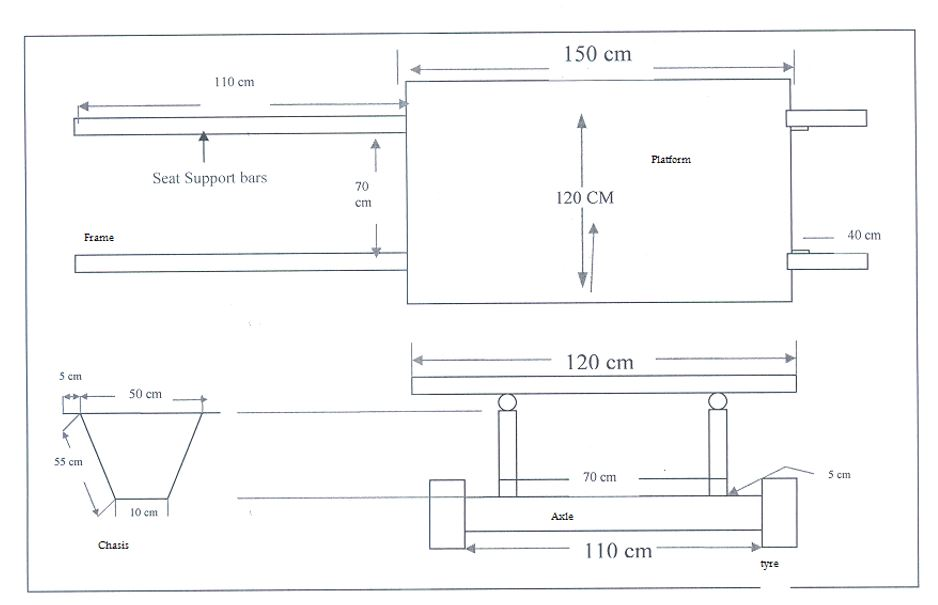 150 cm
110 cm
Platform
Seat Support bars
70
cm
120 CM
Frame
40 cm
120 cm
5 cm
50 cm
55 cm
70 cm
5 cm
10 cm
Axle
Chasis
110 cm
tyre